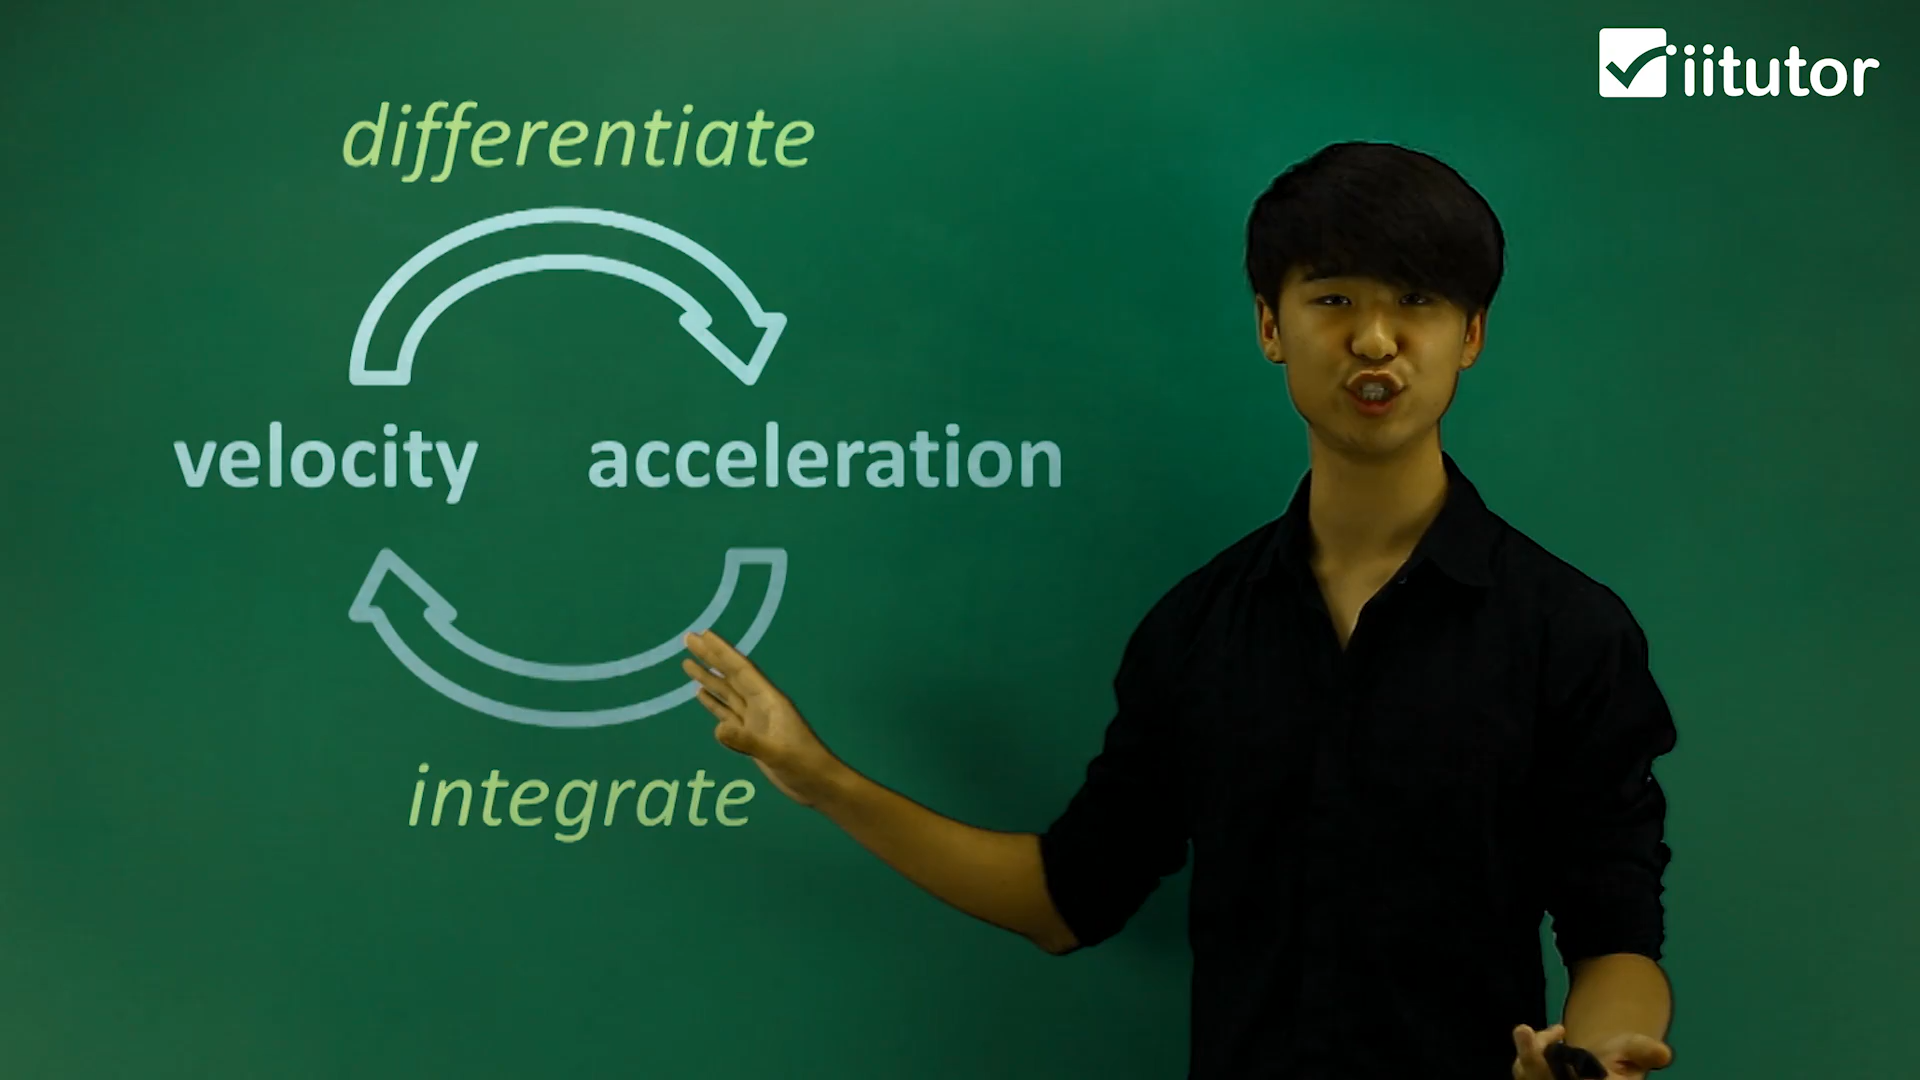 iitutor
differentiate
velocity acceleration
integrate